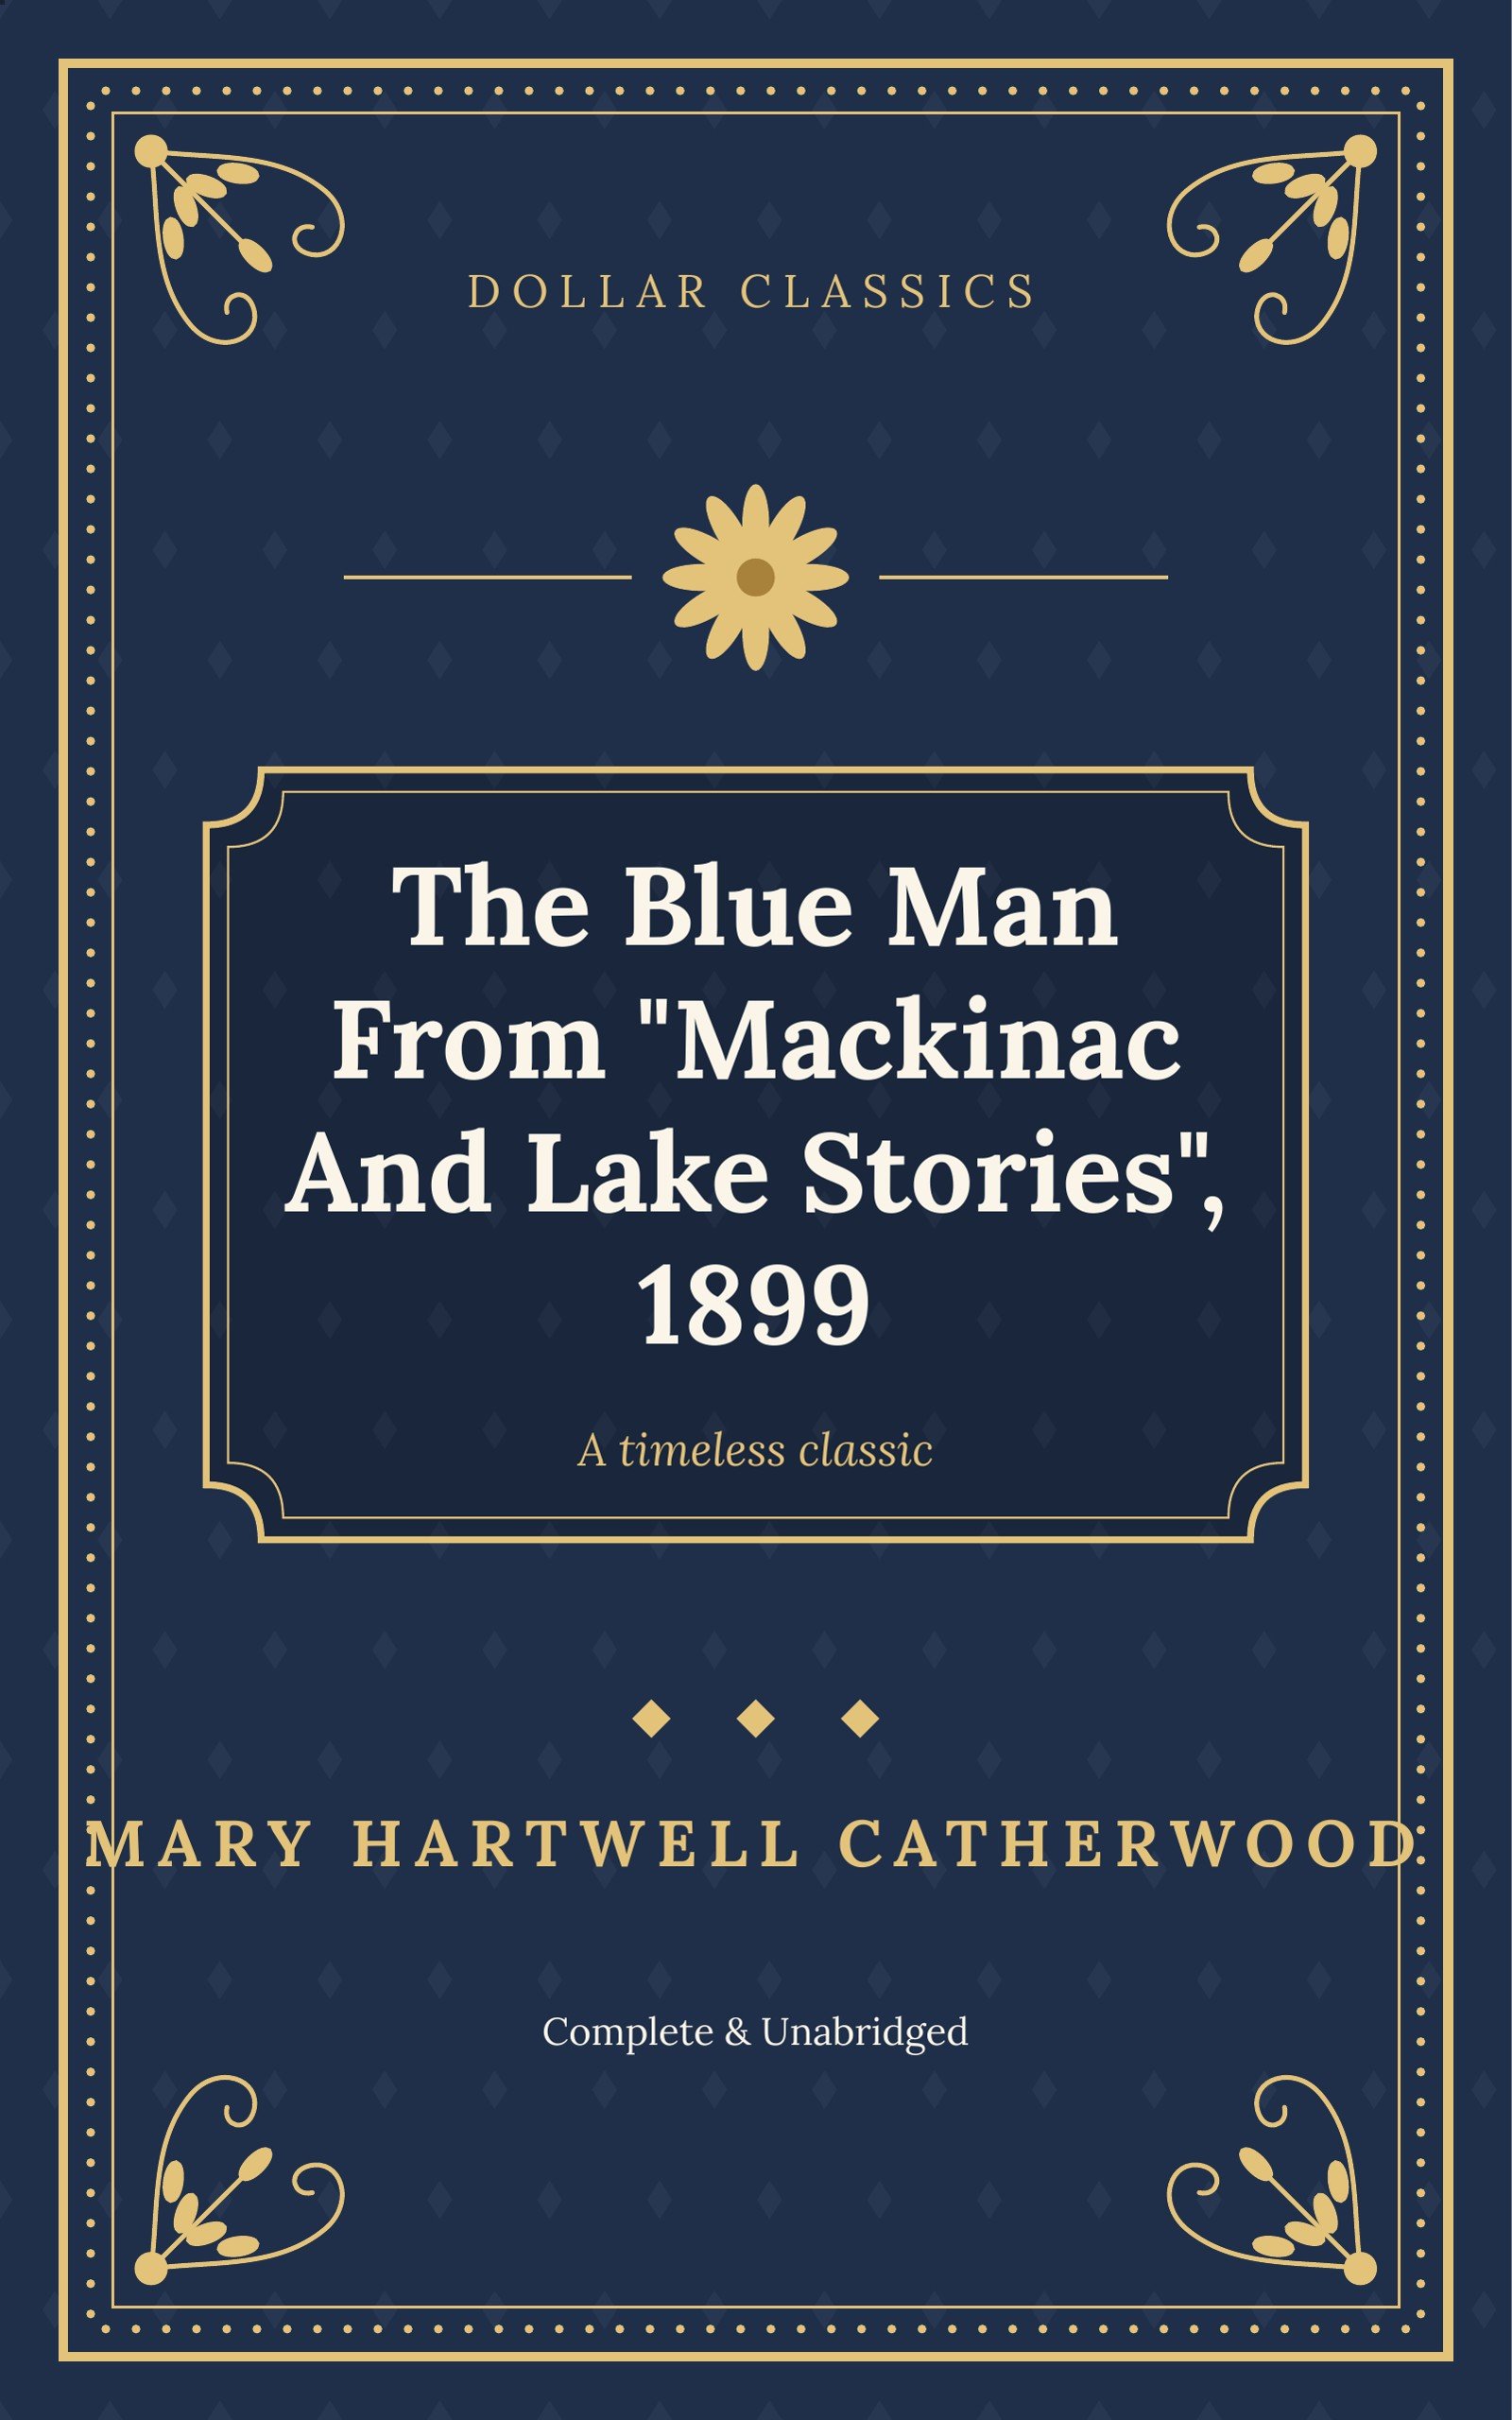 DOLLAR CLASSICS
The Blue Man
From "Mackinac
And Lake Stories",
1899
A timeless classic
MARY HARTWELL CATHERWOOD
Complete & Unabridged